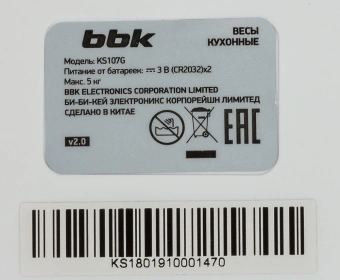 bbk
ВЕСЫ
КУХОННЫЕ
Модель: KS107G
Питание от батареек: ⎓ 3 В (CR2032)x2
Макс. 5 кг
BBK ELECTRONICS CORPORATION LIMITED
БИ-БИ-КЕЙ ЭЛЕКТРОНИКС КОРПОРЕЙШН ЛИМИТЕД
СДЕЛАНО В КИТАЕ
v2.0
EAC
KS1801910001470